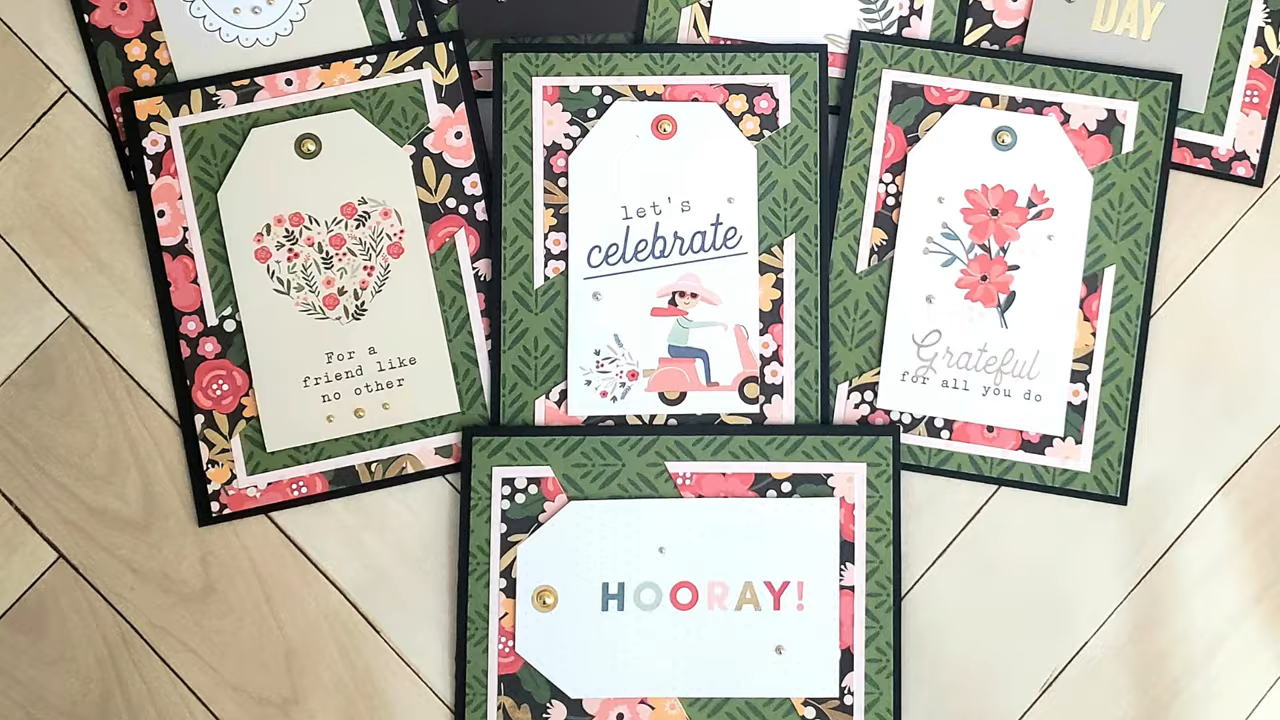 DAY
For a
friend like
no other
let's
celebrate
Grateful
for all you do
HOORAY!